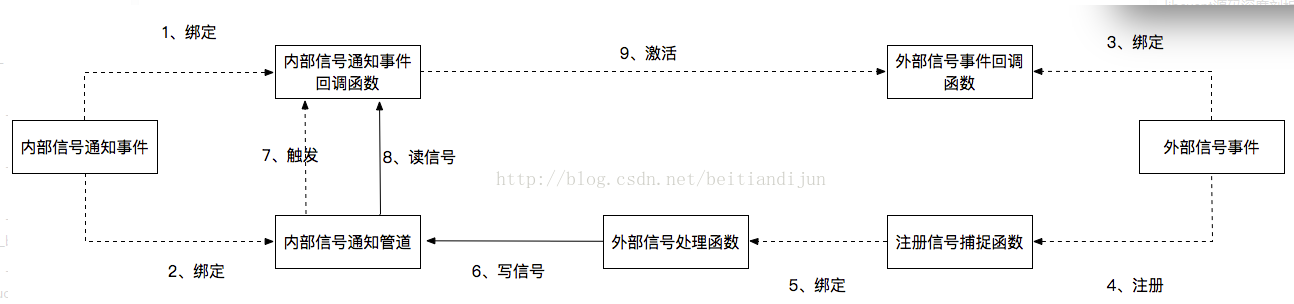 1、绑定
内部信号通知事件
回调函数
9、激活
外部信号事件回调
函数
3、绑定
内部信号通知事件
7、触发
8、读信号
外部信号事件
http://blog.csdn.net/beitiandijun
内部信号通知管道
外部信号处理函数
注册信号捕捉函数
2、绑定
6、写信号
5、绑定
4、注册